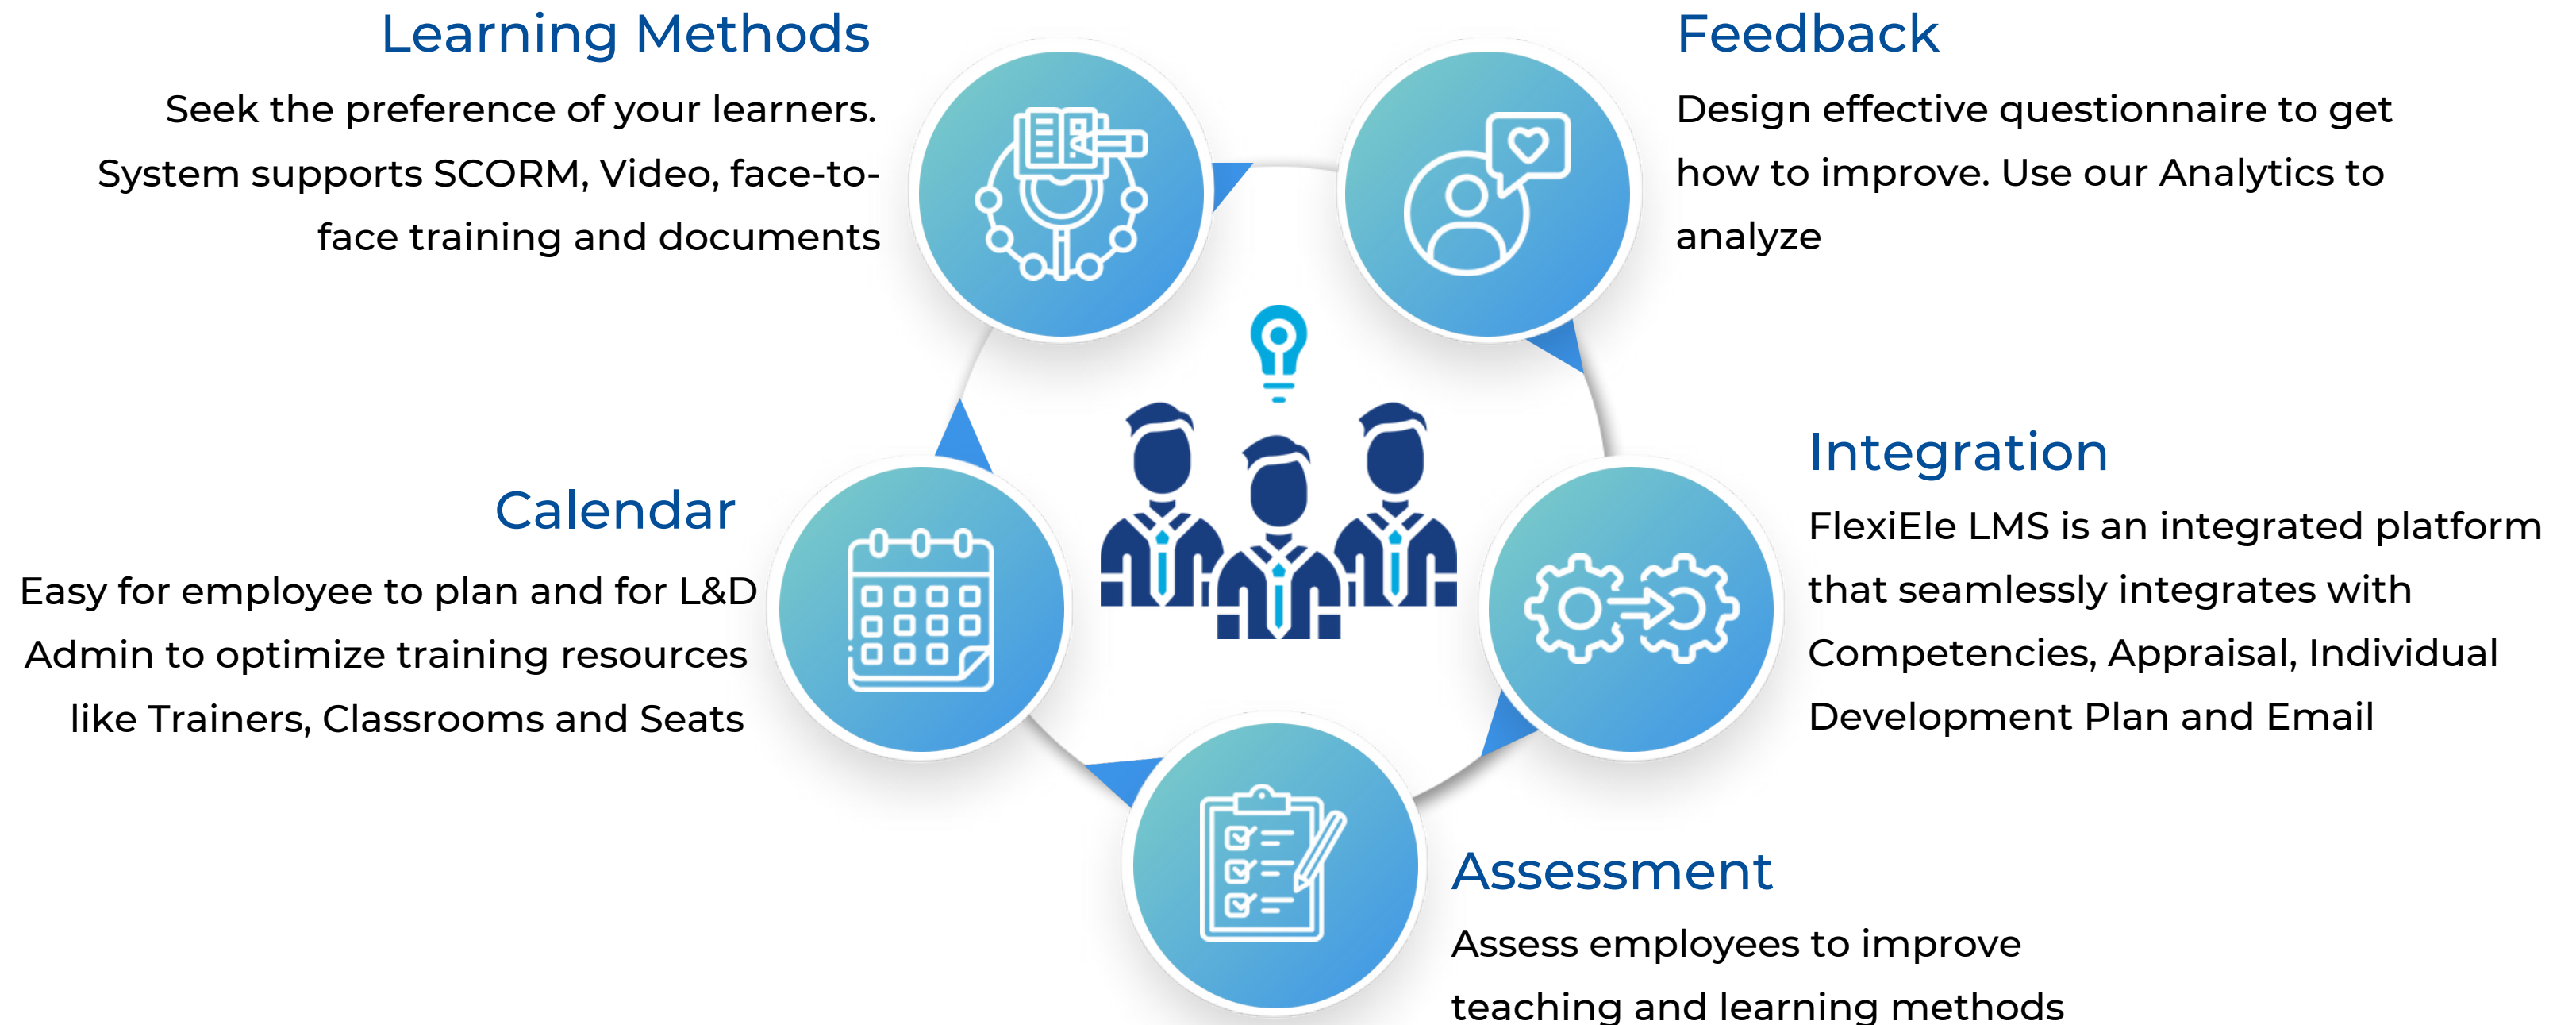 Learning Methods
Seek the preference of your learners.
System supports SCORM, Video, face-to-
face training and documents
Feedback
Design effective questionnaire to get
how to improve. Use our Analytics to
analyze
Calendar
Easy for employee to plan and for L&D
Admin to optimize training resources
like Trainers, Classrooms and Seats
Integration
FlexiEle LMS is an integrated platform
that seamlessly integrates with
Competencies, Appraisal, Individual
Development Plan and Email
Assessment
Assess employees to improve
teaching and learning methods